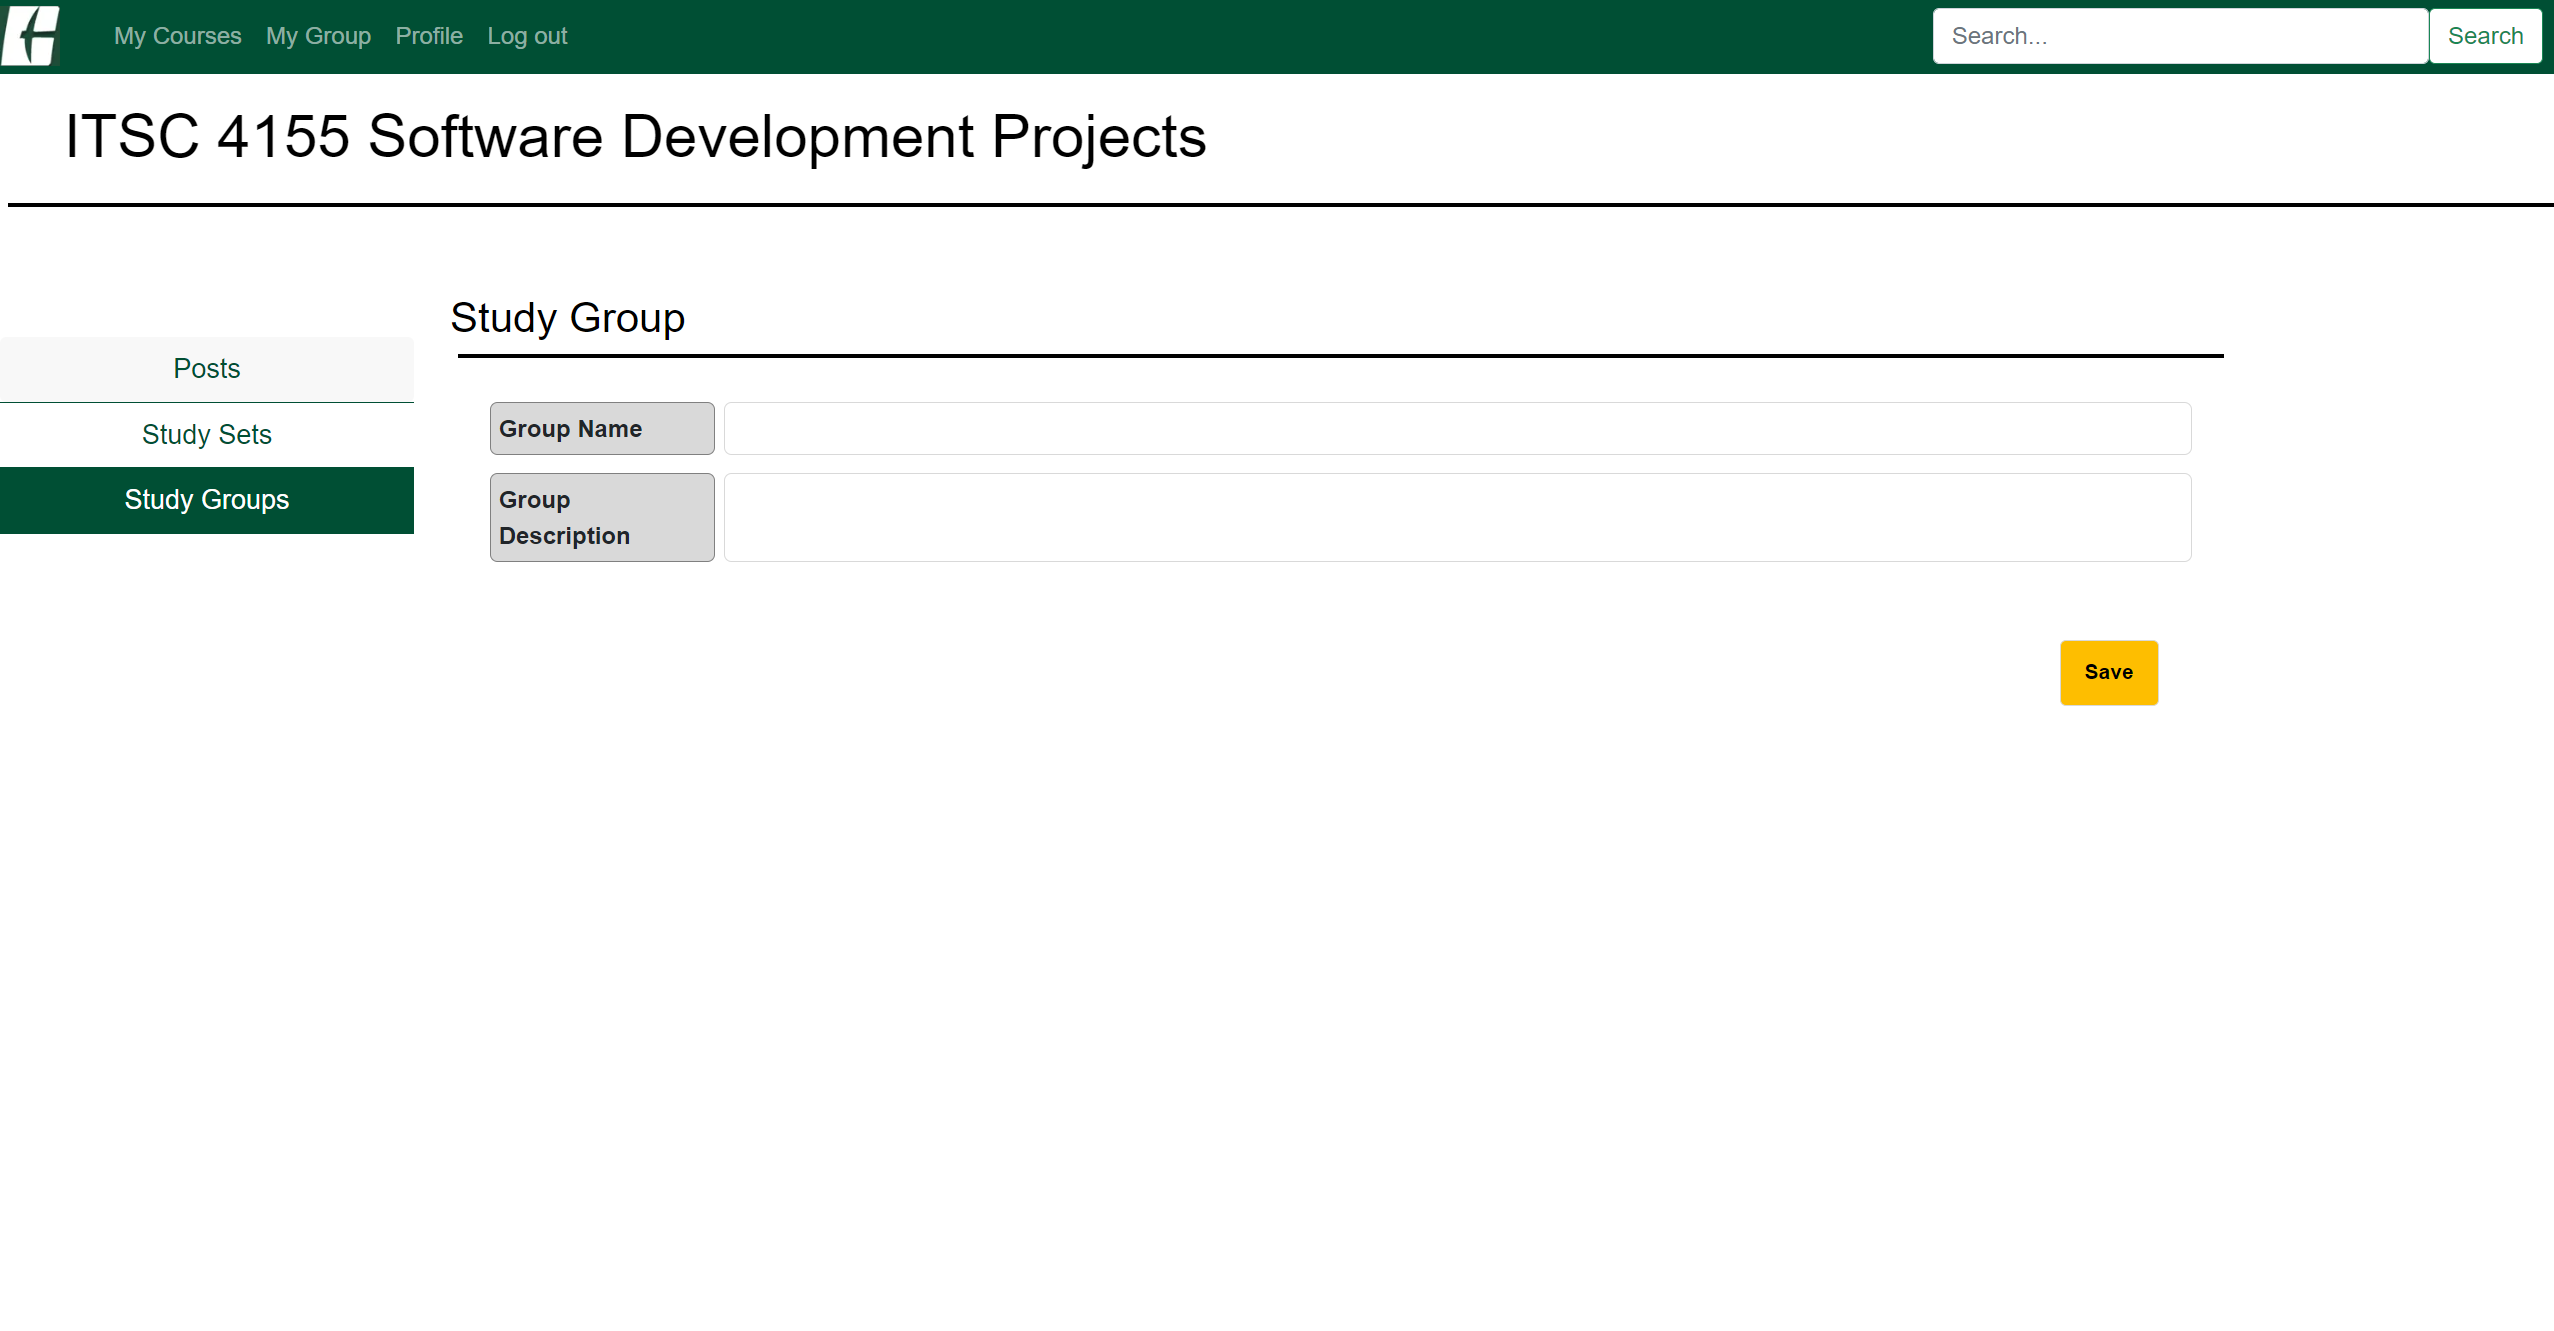 My Courses My Group Profile Log out Search... Search
ITSC 4155 Software Development Projects
Study Group
Posts
Study Sets
Study Groups
Group Name
Group
Description
Save